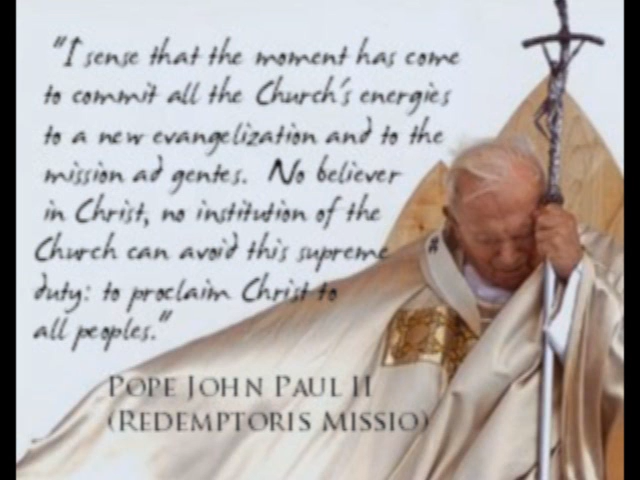 "I sense that the moment has come
to commit all the Church's energies
to a new evangelization and to the
mission ad gentes. No believer
in Christ, no institution of the
Church can avoid this supreme
duty: to proclaim Christ to
all peoples."
POPE JOHN PAUL II
(REDEMPTORIS MISSIO)